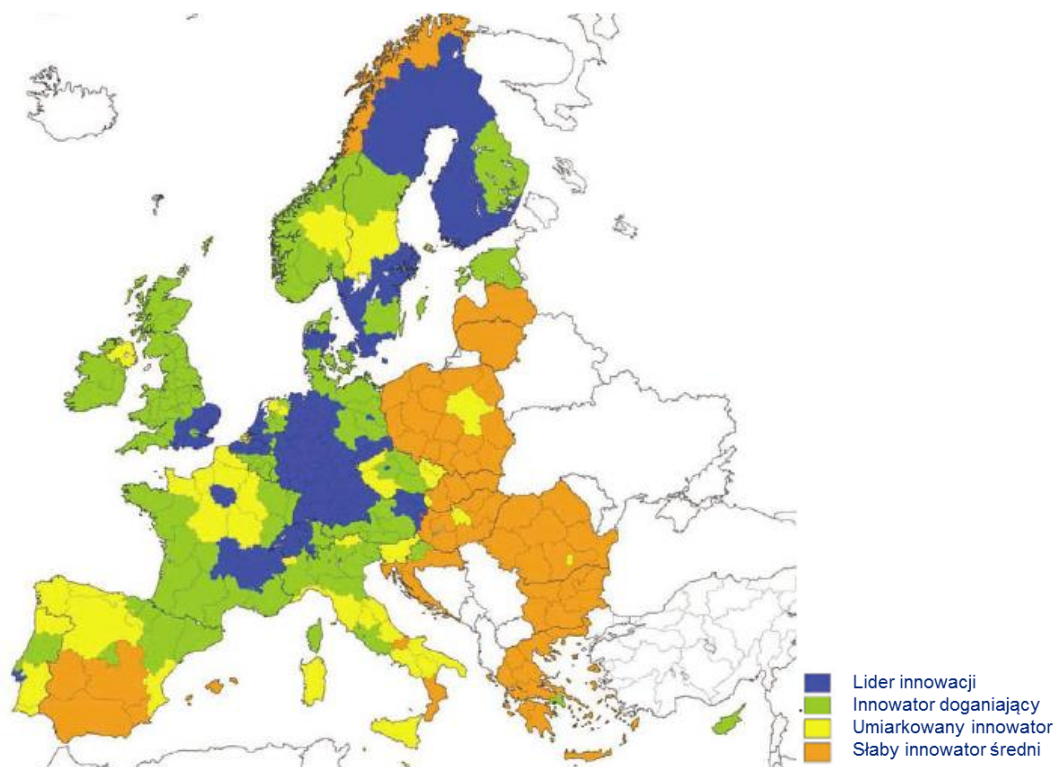 Lider innowacji
Innowator doganiający
Umiarkowany innowator
Słaby innowator średni